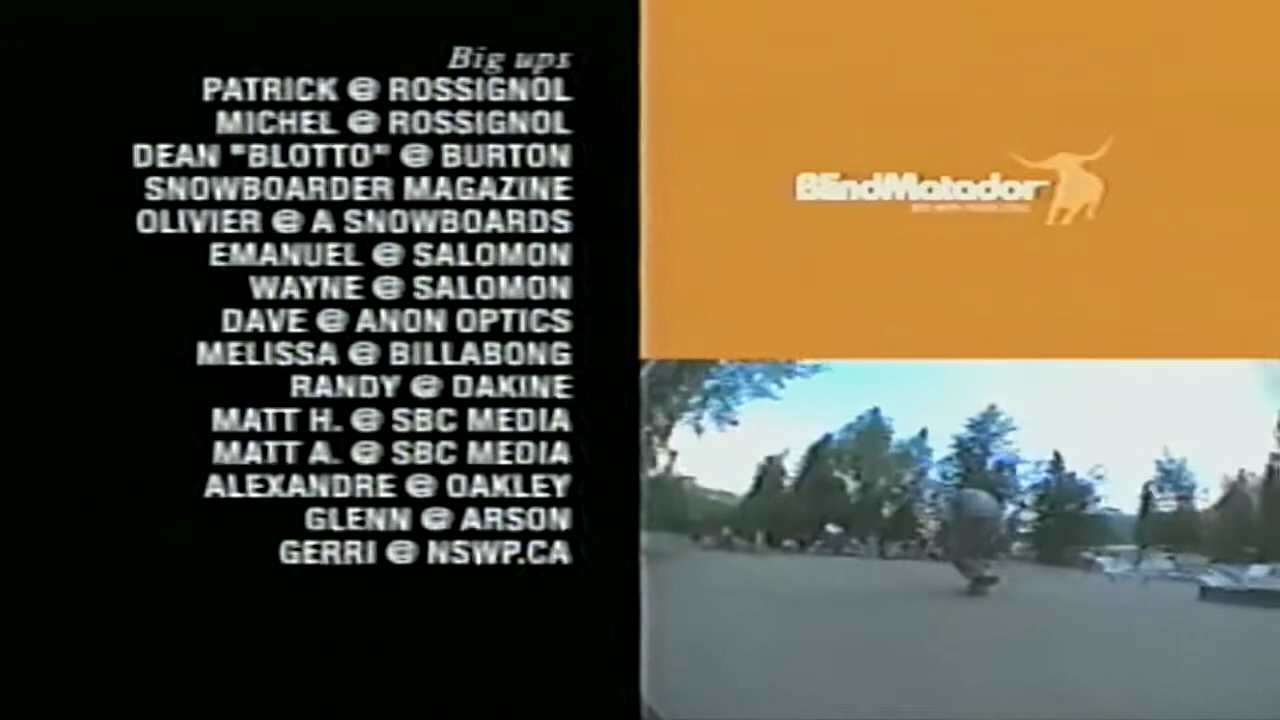 Big ups
PATRICK @ ROSSIGNOL
MICHEL @ ROSSIGNOL
DEAN "BLOTTO" @ BURTON
SNOWBOARDER MAGAZINE
OLIVIER @ A SNOWBOARDS
EMANUEL @ SALOMON
WAYNE @ SALOMON
DAVE @ ANON OPTICS
MELISSA @ BILLABONG
RANDY @ DAKINE
MATT H. @ SBC MEDIA
MATT A. @ SBC MEDIA
ALEXANDRE @ OAKLEY
GLENN @ ARSON
GERRI @ NSWP.CA
BlindMatador